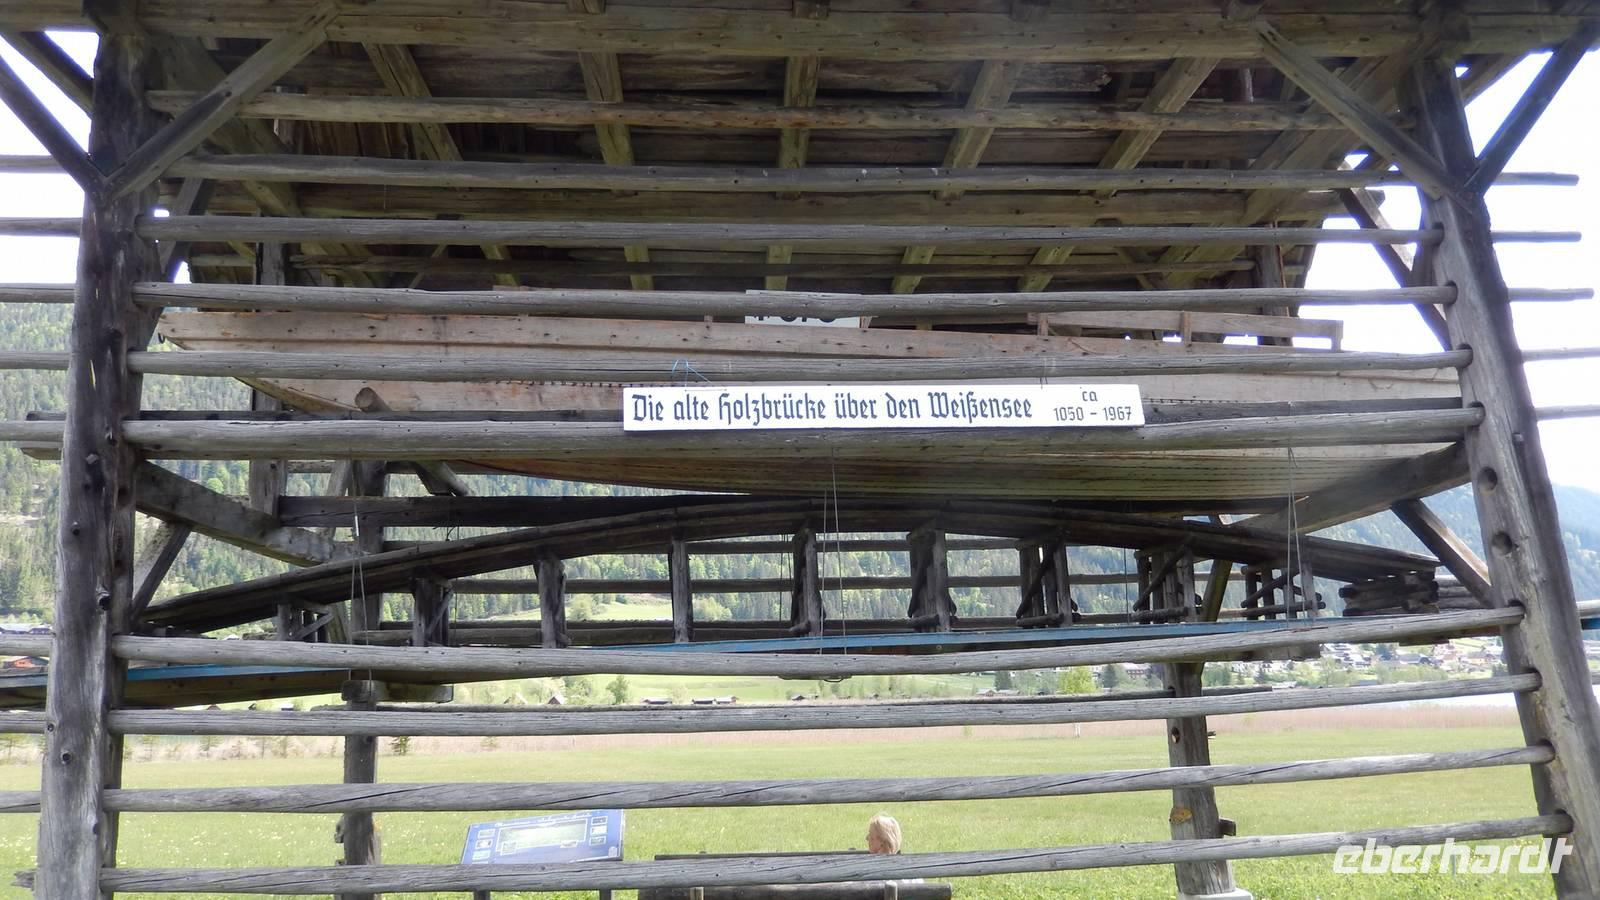 Die alte Holzbrücke über den Weißensee ca 1050 - 1967
eberhardt